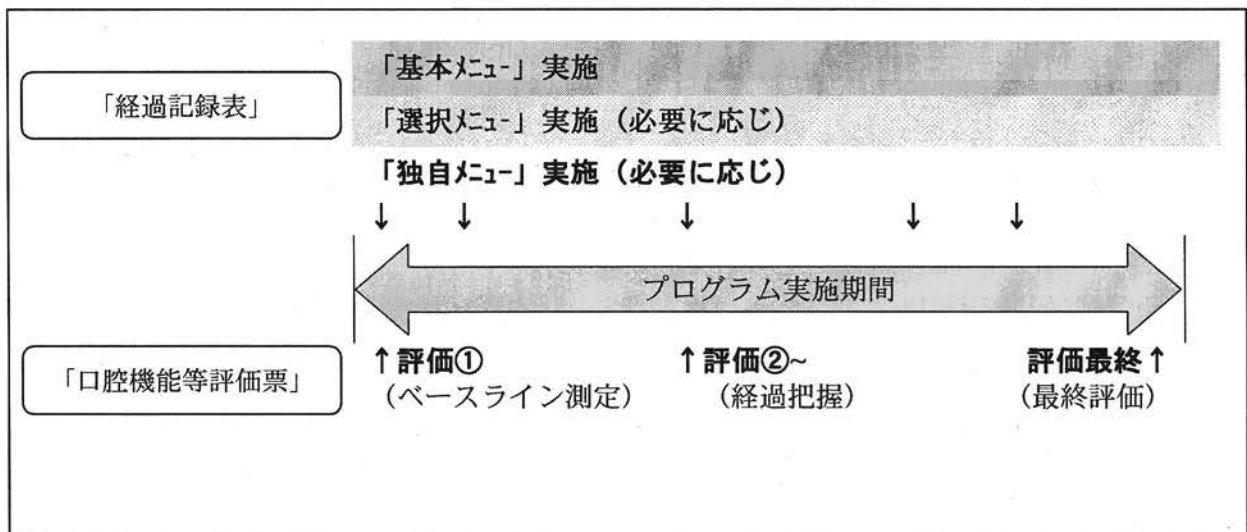 「経過記録表」
「基本ﾒﾆｭｰ」実施
「選択ﾒﾆｭｰ」実施（必要に応じ）
「独自ﾒﾆｭｰ」実施（必要に応じ）
↓ ↓ ↓ ↓ ↓
プログラム実施期間
「口腔機能等評価票」
↑評価① ↑評価②~ 評価最終↑
（ベースライン測定） （経過把握） （最終評価）